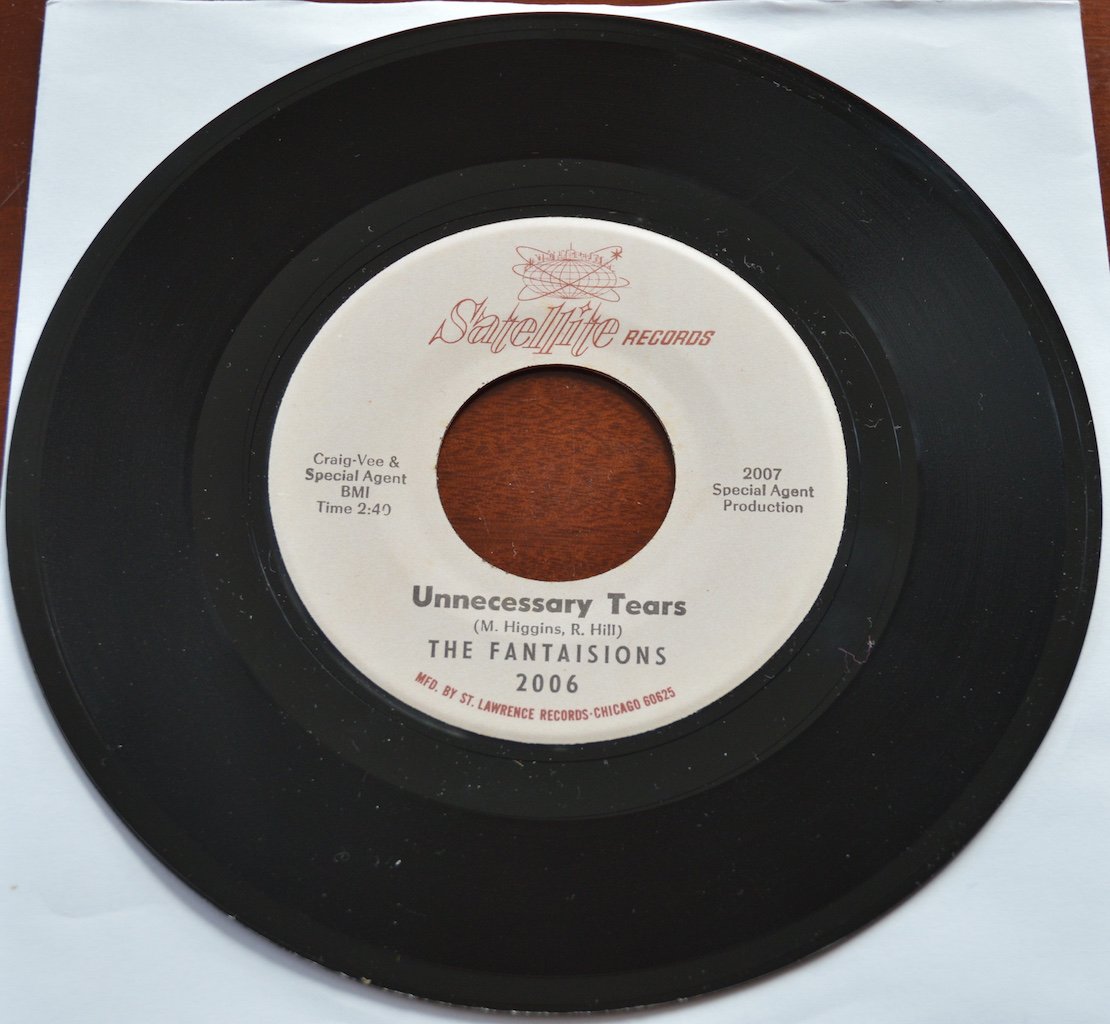 Satellite RECORDS
Craig-Vee &
Special Agent
BMI
Time 2:40
2007
Special Agent
Production
Unnecessary Tears
(M. Higgins, R. Hill)
THE FANTAISIONS
2006
MFD. BY ST. LAWRENCE RECORDS-CHICAGO 60625